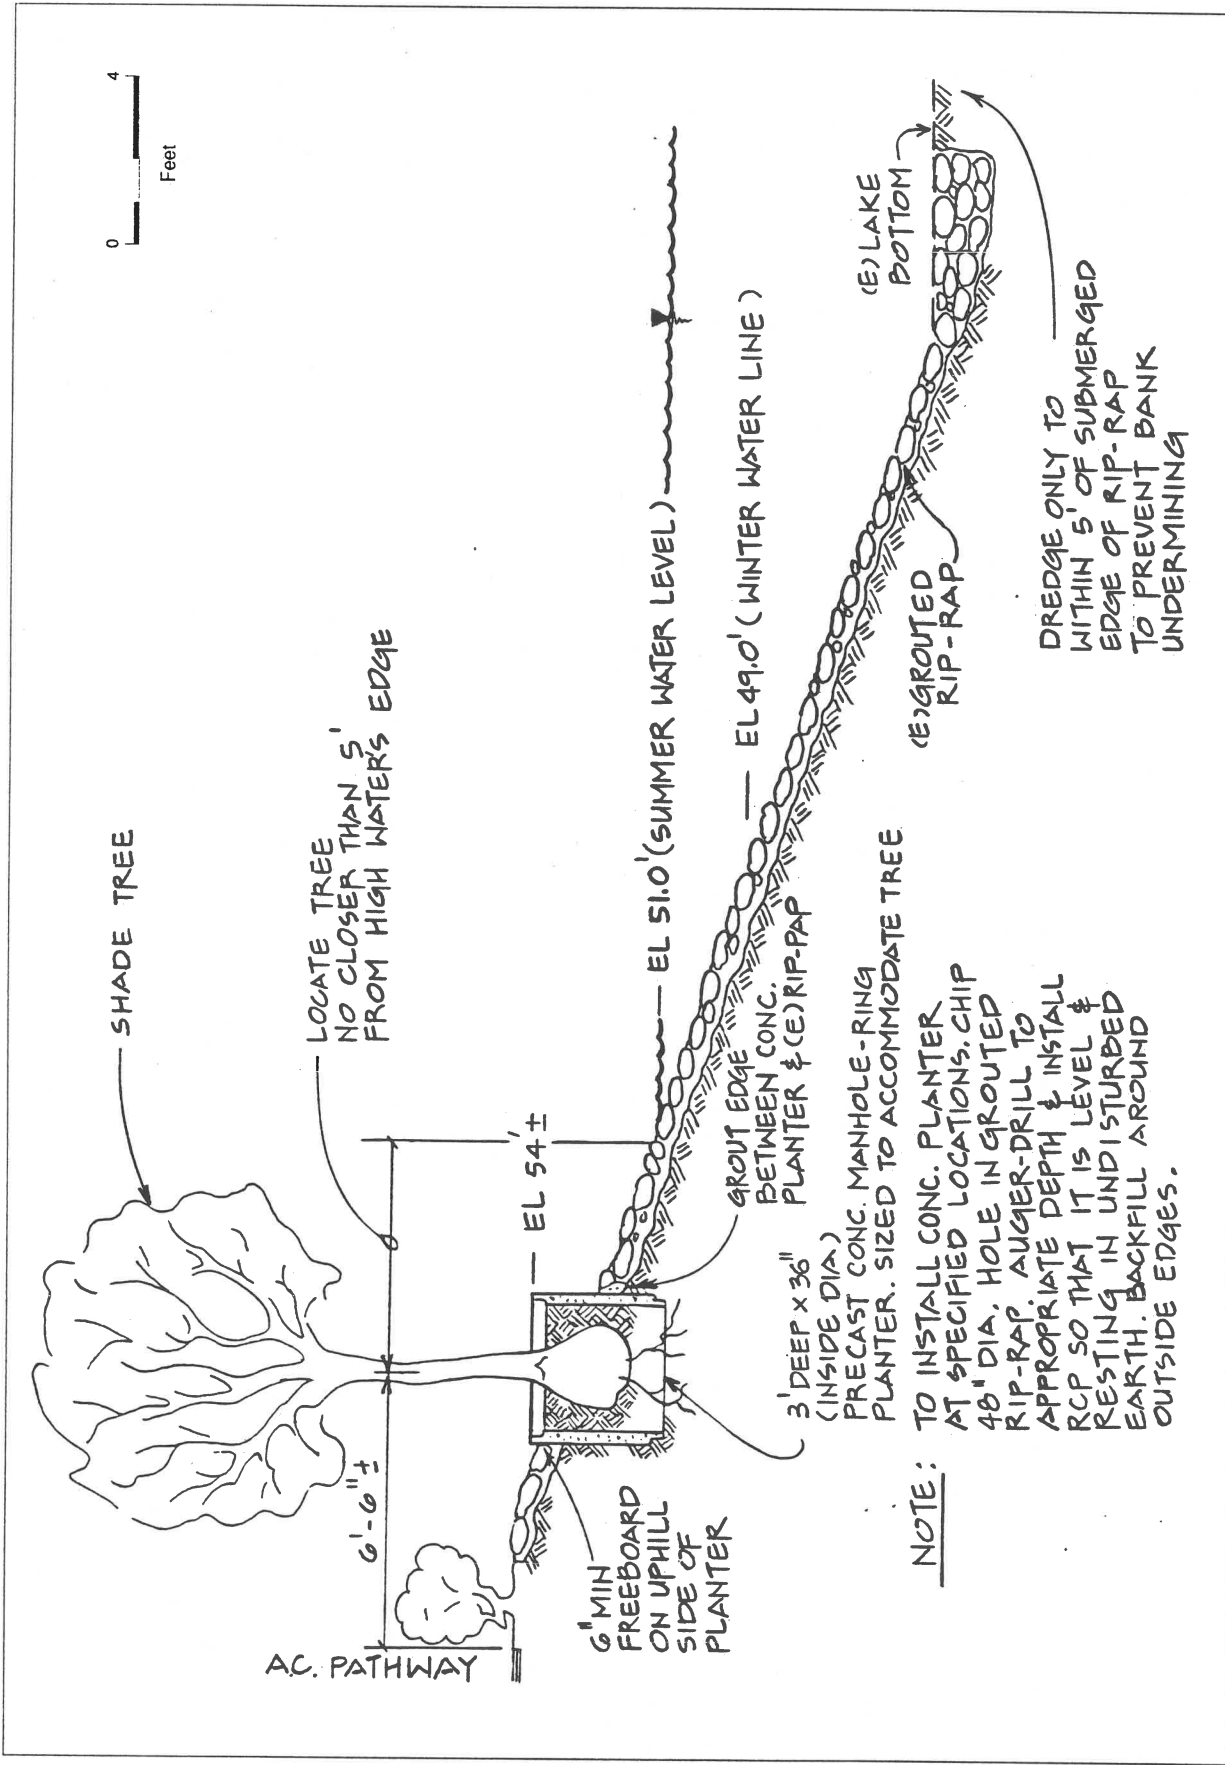 0 4
Feet
SHADE TREE
LOCATE TREE
NO CLOSER THAN 5'
FROM HIGH WATER'S EDGE
6'-6"±
A.C. PATHWAY
EL 54'±
EL 51.0' (SUMMER WATER LEVEL)
EL 49.0' (WINTER WATER LINE)
6" MIN
FREEBOARD
ON UPHILL
SIDE OF
PLANTER
GROUT EDGE
BETWEEN CONC.
PLANTER & (E) RIP-PAP
3' DEEP x 36"
(INSIDE DIA)
PRECAST CONC. MANHOLE-RING
PLANTER. SIZED TO ACCOMMODATE TREE
(E) LAKE
BOTTOM
(E) GROUTED
RIP-RAP
NOTE:
TO INSTALL CONC. PLANTER
AT SPECIFIED LOCATIONS, CHIP
48" DIA. HOLE IN GROUTED
RIP-RAP. AUGER-DRILL TO
APPROPRIATE DEPTH & INSTALL
RCP SO THAT IT IS LEVEL &
RESTING IN UNDISTURBED
EARTH. BACKFILL AROUND
OUTSIDE EDGES.
DREDGE ONLY TO
WITHIN 5' OF SUBMERGED
EDGE OF RIP-RAP
TO PREVENT BANK
UNDERMINING